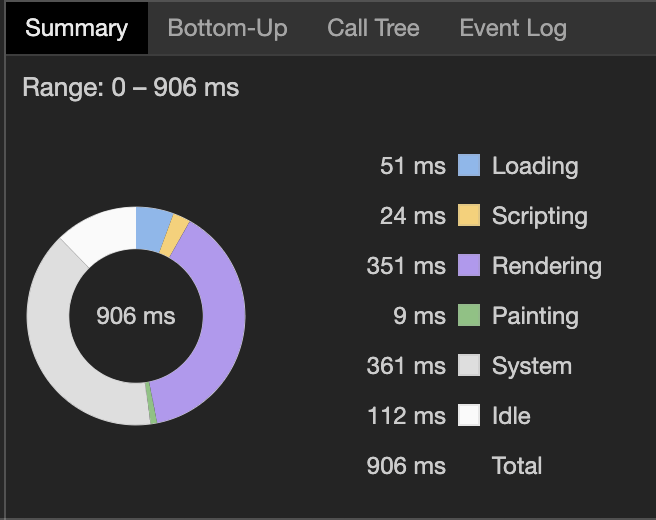 Summary Bottom-Up Call Tree Event Log
Range: 0 – 906 ms
51 ms Loading
24 ms Scripting
351 ms Rendering
906 ms
9 ms Painting
361 ms System
112 ms Idle
906 ms Total